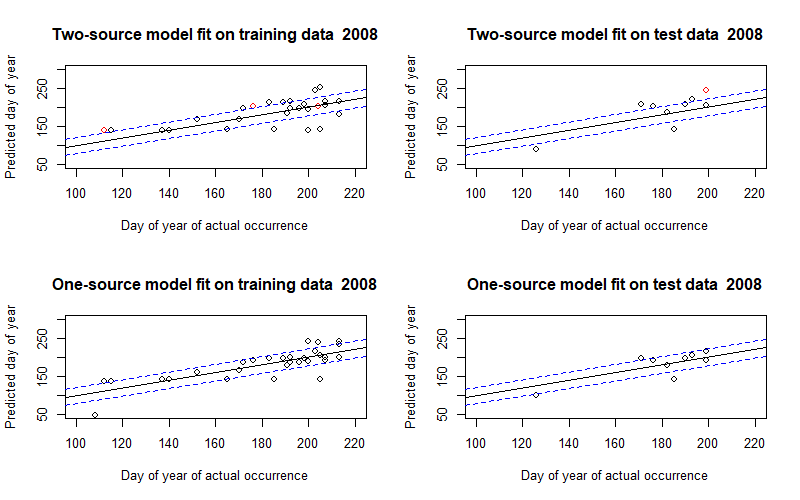 Two-source model fit on training data  2008
Predicted day of year
50 150 250
100 120 140 160 180 200 220
Day of year of actual occurrence
Two-source model fit on test data  2008
Predicted day of year
50 150 250
100 120 140 160 180 200 220
Day of year of actual occurrence
One-source model fit on training data  2008
Predicted day of year
50 150 250
100 120 140 160 180 200 220
Day of year of actual occurrence
One-source model fit on test data  2008
Predicted day of year
50 150 250
100 120 140 160 180 200 220
Day of year of actual occurrence